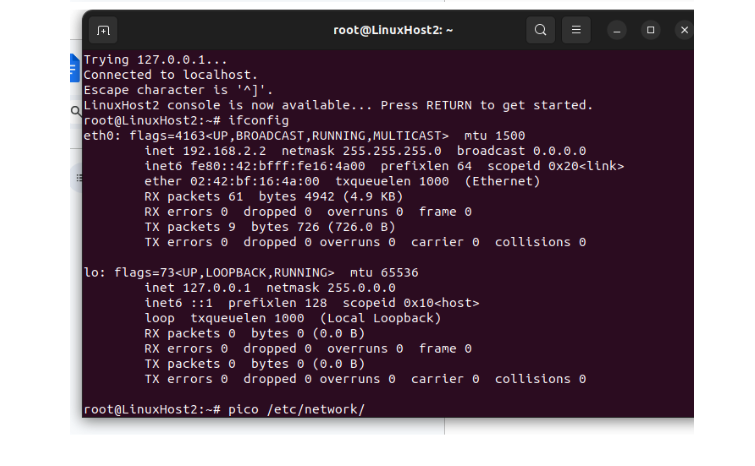 root@LinuxHost2: ~
Trying 127.0.0.1...
Connected to localhost.
Escape character is '^]'.
LinuxHost2 console is now available... Press RETURN to get started.
root@LinuxHost2:~# ifconfig
eth0: flags=4163<UP,BROADCAST,RUNNING,MULTICAST>  mtu 1500
        inet 192.168.2.2  netmask 255.255.255.0  broadcast 0.0.0.0
        inet6 fe80::42:bfff:fe16:4a00  prefixlen 64  scopeid 0x20<link>
        ether 02:42:bf:16:4a:00  txqueuelen 1000  (Ethernet)
        RX packets 61  bytes 4942 (4.9 KB)
        RX errors 0  dropped 0  overruns 0  frame 0
        TX packets 9  bytes 726 (726.0 B)
        TX errors 0  dropped 0 overruns 0  carrier 0  collisions 0
lo: flags=73<UP,LOOPBACK,RUNNING>  mtu 65536
        inet 127.0.0.1  netmask 255.0.0.0
        inet6 ::1  prefixlen 128  scopeid 0x10<host>
        loop  txqueuelen 1000  (Local Loopback)
        RX packets 0  bytes 0 (0.0 B)
        RX errors 0  dropped 0  overruns 0  frame 0
        TX packets 0  bytes 0 (0.0 B)
        TX errors 0  dropped 0 overruns 0  carrier 0  collisions 0
root@LinuxHost2:~# pico /etc/network/